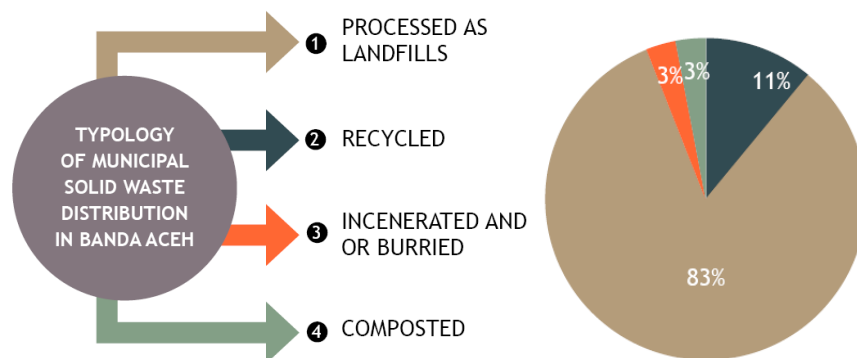 TYPOLOGY
OF MUNICIPAL
SOLID WASTE
DISTRIBUTION
IN BANDA ACEH
1 PROCESSED AS
LANDFILLS
2 RECYCLED
3 INCENERATED AND
OR BURRIED
4 COMPOSTED
3%
3%
11%
83%